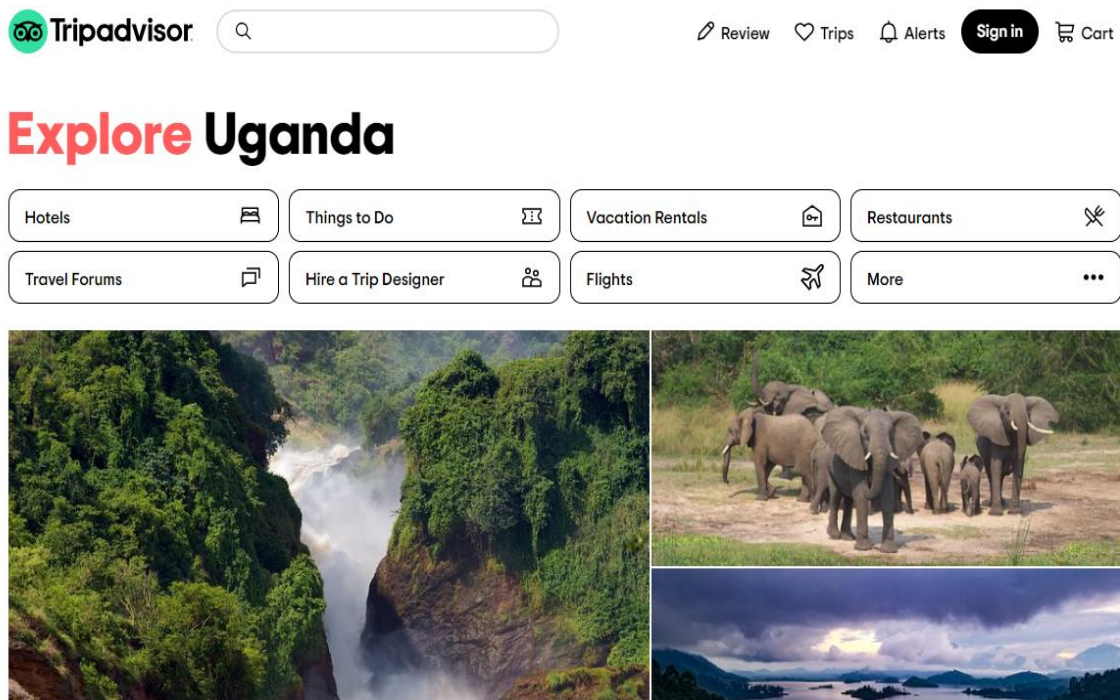 Tripadvisor
Review
Trips
Alerts
Sign in
Cart
Explore Uganda
Hotels
Things to Do
Vacation Rentals
Restaurants
Travel Forums
Hire a Trip Designer
Flights
More